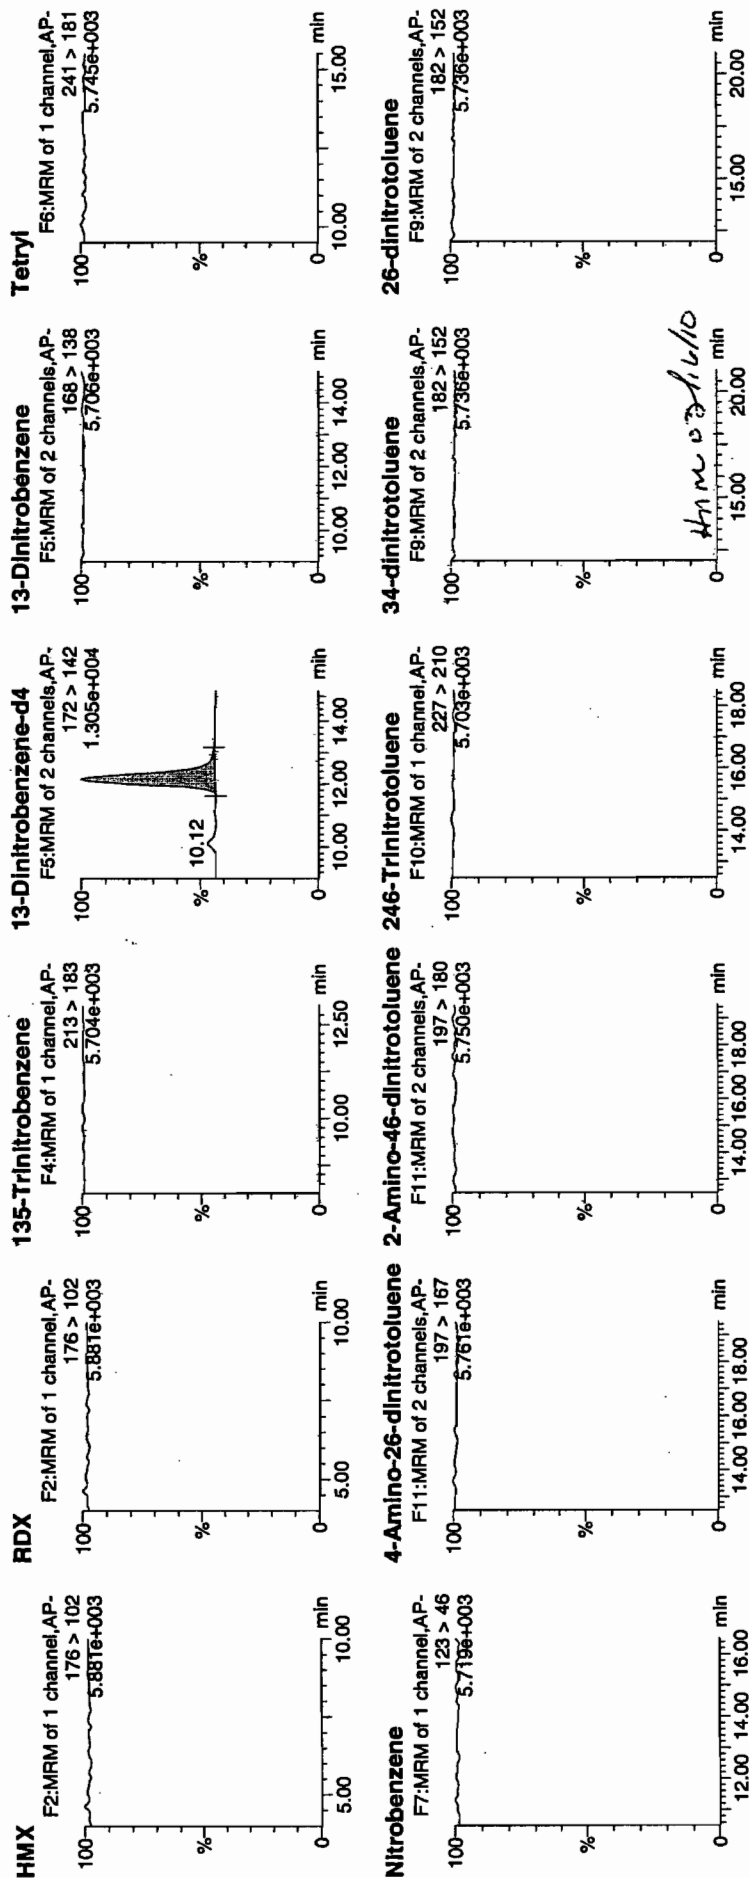 HMX
F2:MRM of 1 channel,AP-
176 > 102
5.881e+003
100
%
0
5.00
10.00
min
RDX
F2:MRM of 1 channel,AP-
176 > 102
5.881e+003
100
%
0
5.00
10.00
min
135-Trinitrobenzene
F4:MRM of 1 channel,AP-
213 > 183
5.704e+003
100
%
0
10.00
12.50
min
13-Dinitrobenzene-d4
F5:MRM of 2 channels,AP-
172 > 142
1.305e+004
100
10.12
%
0
10.00
12.00
14.00
min
13-Dinitrobenzene
F5:MRM of 2 channels,AP-
168 > 138
5.706e+003
100
%
0
10.00
12.00
14.00
min
Tetryl
F6:MRM of 1 channel,AP-
241 > 181
5.745e+003
100
%
0
10.00
15.00
min
Nitrobenzene
F7:MRM of 1 channel,AP-
123 > 46
5.719e+003
100
%
0
12.00
14.00
16.00
min
4-Amino-26-dinitrotoluene
F11:MRM of 2 channels,AP-
197 > 167
5.761e+003
100
%
0
14.00
16.00
18.00
min
2-Amino-46-dinitrotoluene
F11:MRM of 2 channels,AP-
197 > 180
5.750e+003
100
%
0
14.00
16.00
18.00
min
246-Trinitrotoluene
F10:MRM of 1 channel,AP-
227 > 210
5.703e+003
100
%
0
14.00
16.00
18.00
min
34-dinitrotoluene
F9:MRM of 2 channels,AP-
182 > 152
5.736e+003
100
%
0
15.00
20.00
min
26-dinitrotoluene
F9:MRM of 2 channels,AP-
182 > 152
5.736e+003
100
%
0
15.00
20.00
min